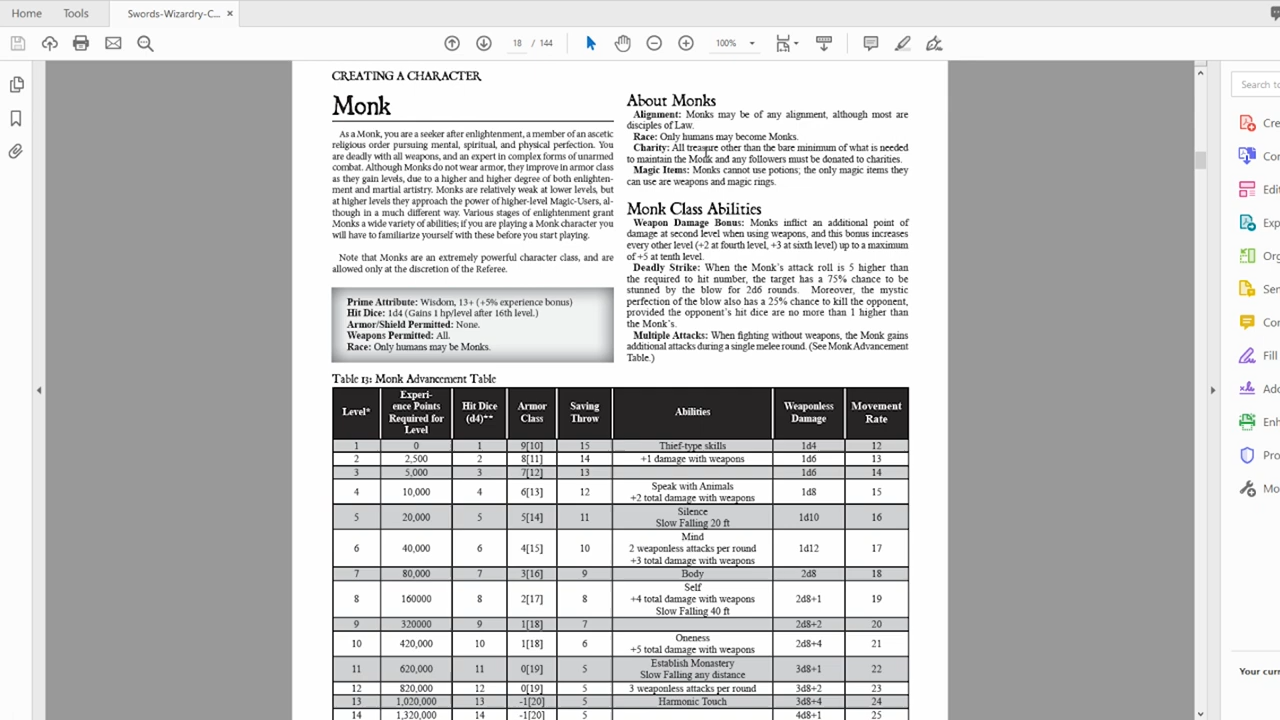 Home Tools Swords-Wizardry-C... ×
18 / 144 100%
CREATING A CHARACTER
Monk
As a Monk, you are a seeker after enlightenment, a member of an ascetic
religious order pursuing mental, spiritual, and physical perfection. You
are deadly with all weapons, and an expert in complex forms of unarmed
combat. Although Monks do not wear armor, they improve in armor class
as they gain levels, due to a higher and higher degree of both enlighten-
ment and martial artistry. Monks are relatively weak at lower levels, but
at higher levels they approach the power of higher-level Magic-Users, al-
though in a much different way. Various stages of enlightenment grant
Monks a wide variety of abilities; if you are playing a Monk character you
will have to familiarize yourself with these before you start playing.
Note that Monks are an extremely powerful character class, and are
allowed only at the discretion of the Referee.
Prime Attribute: Wisdom, 13+ (+5% experience bonus)
Hit Dice: 1d4 (Gains 1 hp/level after 16th level.)
Armor/Shield Permitted: None.
Weapons Permitted: All.
Race: Only humans may be Monks.
About Monks
Alignment: Monks may be of any alignment, although most are
disciples of Law.
Race: Only humans may become Monks.
Charity: All treasure other than the bare minimum of what is needed
to maintain the Monk and any followers must be donated to charities.
Magic Items: Monks cannot use potions; the only magic items they
can use are weapons and magic rings.
Monk Class Abilities
Weapon Damage Bonus: Monks inflict an additional point of
damage at second level when using weapons, and this bonus increases
every other level (+2 at fourth level, +3 at sixth level) up to a maximum
of +5 at tenth level.
Deadly Strike: When the Monk's attack roll is 5 higher than
the required to hit number, the target has a 75% chance to be
stunned by the blow for 2d6 rounds. Moreover, the mystic
perfection of the blow also has a 25% chance to kill the opponent,
provided the opponent's hit dice are no more than 1 higher than
the Monk's.
Multiple Attacks: When fighting without weapons, the Monk gains
additional attacks during a single melee round. (See Monk Advancement
Table.)
Table 13: Monk Advancement Table
Level* Experi-ence Points Required for Level Hit Dice (d4)** Armor Class Saving Throw Abilities Weaponless Damage Movement Rate
1 0 1 9[10] 15 Thief-type skills 1d4 12
2 2,500 2 8[11] 14 +1 damage with weapons 1d6 13
3 5,000 3 7[12] 13 1d6 14
4 10,000 4 6[13] 12 Speak with Animals +2 total damage with weapons 1d8 15
5 20,000 5 5[14] 11 Silence Slow Falling 20 ft 1d10 16
6 40,000 6 4[15] 10 Mind 2 weaponless attacks per round +3 total damage with weapons 1d12 17
7 80,000 7 3[16] 9 Body 2d8 18
8 160000 8 2[17] 8 Self +4 total damage with weapons Slow Falling 40 ft 2d8+1 19
9 320000 9 1[18] 7 2d8+2 20
10 420,000 10 1[18] 6 Oneness +5 total damage with weapons 2d8+4 21
11 620,000 11 0[19] 5 Establish Monastery Slow Falling any distance 3d8+1 22
12 820,000 12 0[19] 5 3 weaponless attacks per round 3d8+2 23
13 1,020,000 13 -1[20] 5 Harmonic Touch 3d8+4 24
14 1,320,000 14 -1[20] 5 4d8+1 25
Search to
Cre
Con
Edi
Exp
Org
Sen
Con
Fill
Add
Enh
Pro
Mo
Your curr